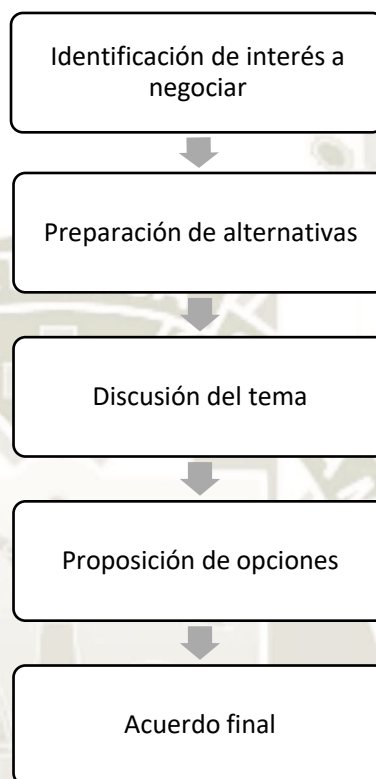 Identificación de interés a
negociar
Preparación de alternativas
Discusión del tema
Proposición de opciones
Acuerdo final